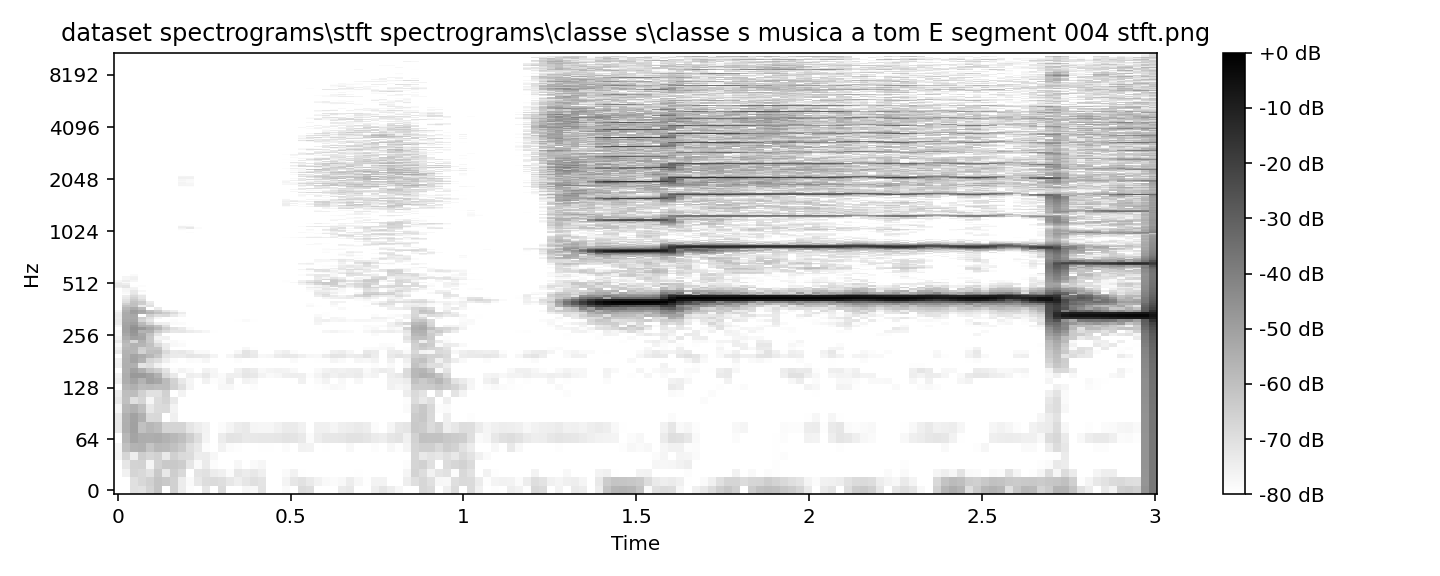 dataset spectrograms\stft spectrograms\classe s\classe s musica a tom E segment 004 stft.png
8192
4096
2048
1024
512
256
128
64
0
Hz
0
0.5
1
1.5
2
2.5
3
Time
+0 dB
-10 dB
-20 dB
-30 dB
-40 dB
-50 dB
-60 dB
-70 dB
-80 dB